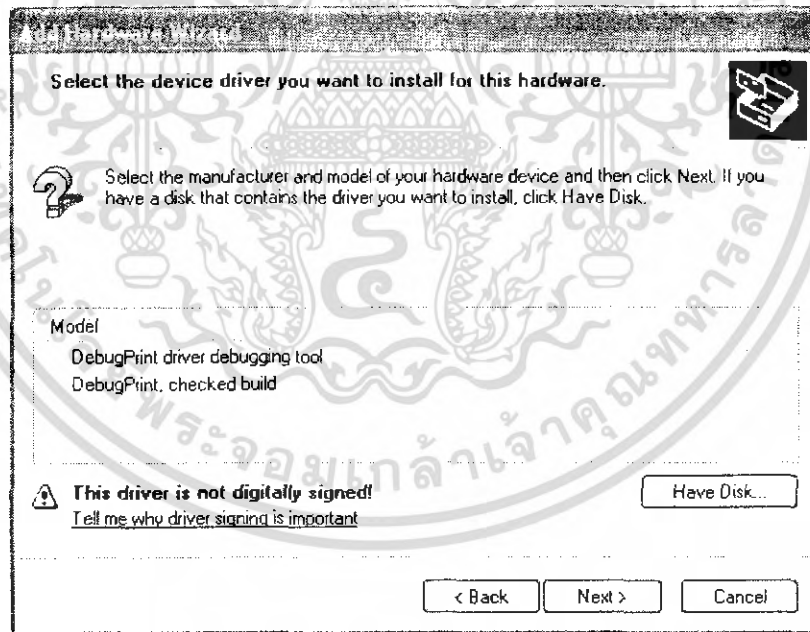 Add Hardware Wizard
Select the device driver you want to install for this hardware.
Select the manufacturer and model of your hardware device and then click Next. If you
have a disk that contains the driver you want to install, click Have Disk.
Model
DebugPrint driver debugging tool
DebugPrint, checked build
This driver is not digitally signed!
Have Disk...
Tell me why driver signing is important
< Back
Next >
Cancel